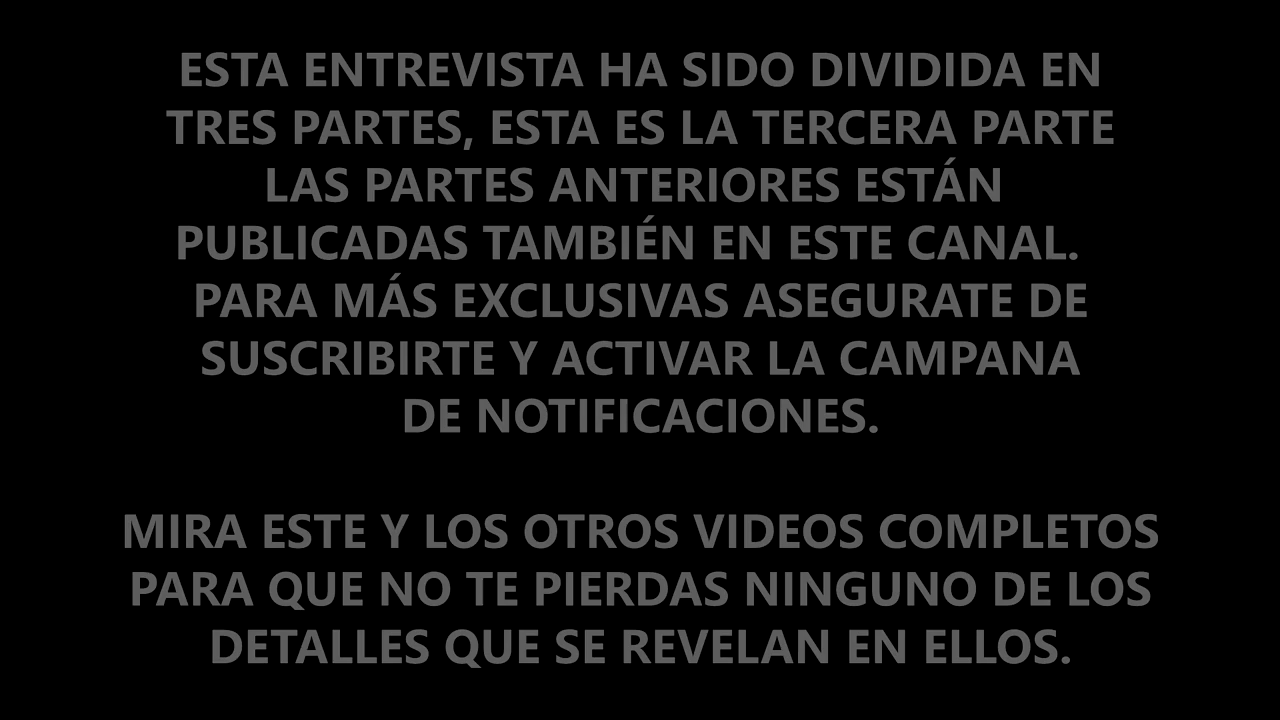 ESTA ENTREVISTA HA SIDO DIVIDIDA EN
TRES PARTES, ESTA ES LA TERCERA PARTE
LAS PARTES ANTERIORES ESTÁN
PUBLICADAS TAMBIÉN EN ESTE CANAL.
PARA MÁS EXCLUSIVAS ASEGURATE DE
SUSCRIBIRTE Y ACTIVAR LA CAMPANA
DE NOTIFICACIONES.
MIRA ESTE Y LOS OTROS VIDEOS COMPLETOS
PARA QUE NO TE PIERDAS NINGUNO DE LOS
DETALLES QUE SE REVELAN EN ELLOS.